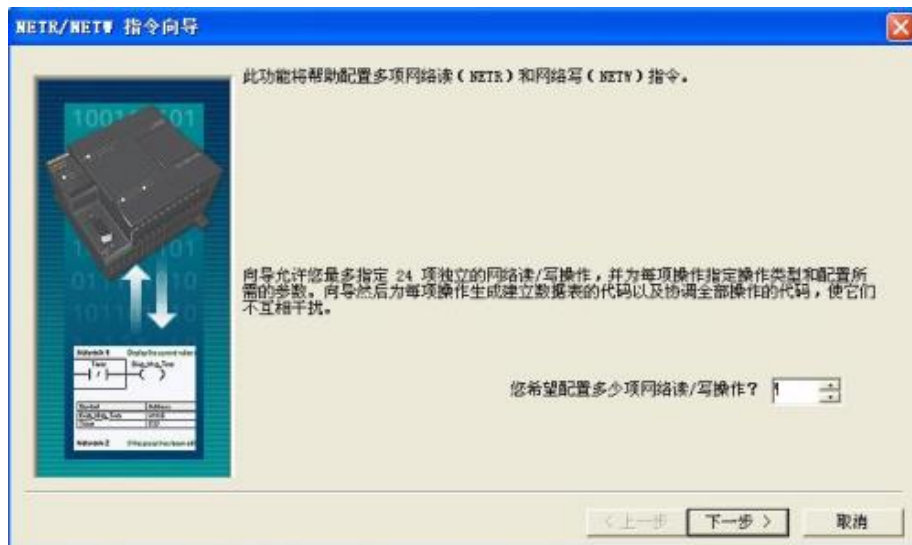 NETR/NETW 指令向导
此功能将帮助配置多项网络读(NETR)和网络写(NETW)指令。
向导允许您最多指定 24 项独立的网络读/写操作,并为每项操作指定操作类型和配置所
需的参数。向导然后为每项操作生成建立数据表的代码以及协调全部操作的代码,使它们
不互相干扰。
Network 1
您希望配置多少项网络读/写操作?
Symbol Address
Network 2
<上一步 下一步> 取消